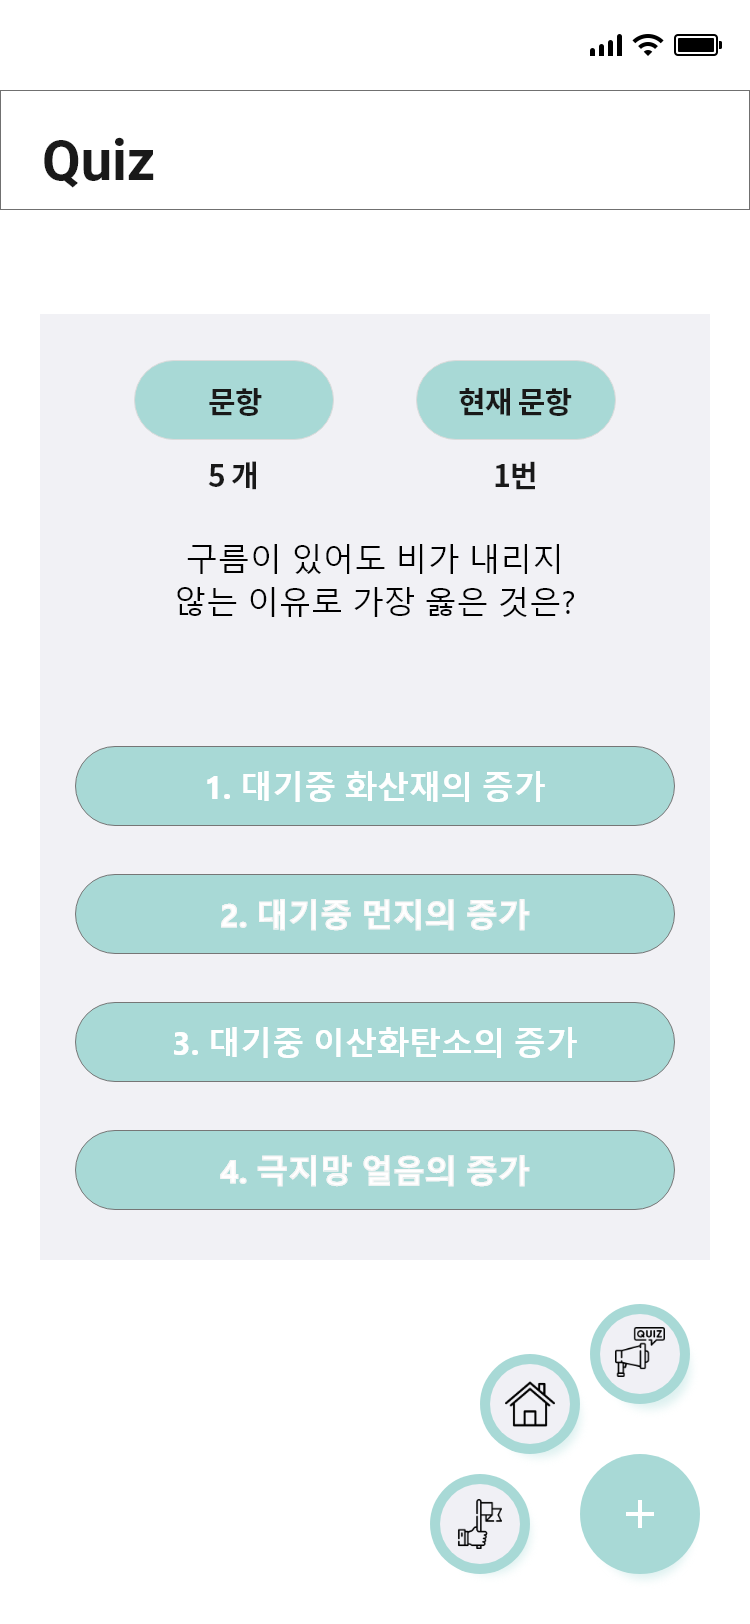 Quiz
문항
현재 문항
5 개
1번
구름이 있어도 비가 내리지
않는 이유로 가장 옳은 것은?
1. 대기중 화산재의 증가
2. 대기중 먼지의 증가
3. 대기중 이산화탄소의 증가
4. 극지망 얼음의 증가
QUIZ